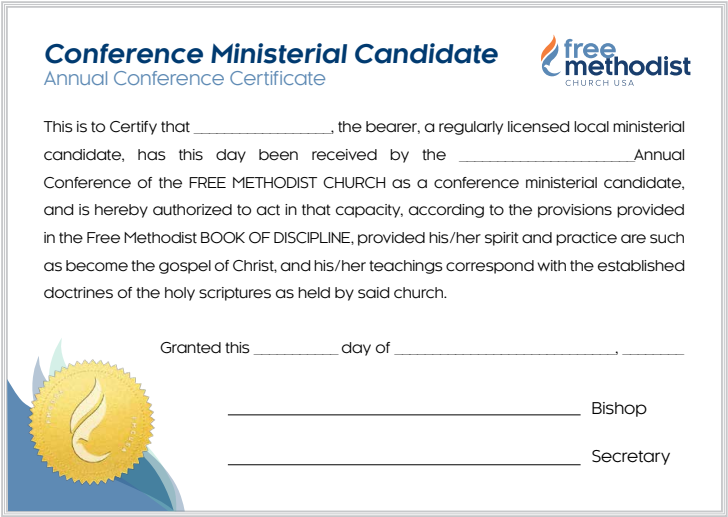 Conference Ministerial Candidate
Annual Conference Certificate
free
methodist
CHURCH USA
This is to Certify that __________________, the bearer, a regularly licensed local ministerial
candidate, has this day been received by the _______________________Annual
Conference of the FREE METHODIST CHURCH as a conference ministerial candidate,
and is hereby authorized to act in that capacity, according to the provisions provided
in the Free Methodist BOOK OF DISCIPLINE, provided his/her spirit and practice are such
as become the gospel of Christ, and his/her teachings correspond with the established
doctrines of the holy scriptures as held by said church.
Granted this ___________ day of _____________________________, ________
Bishop
Secretary